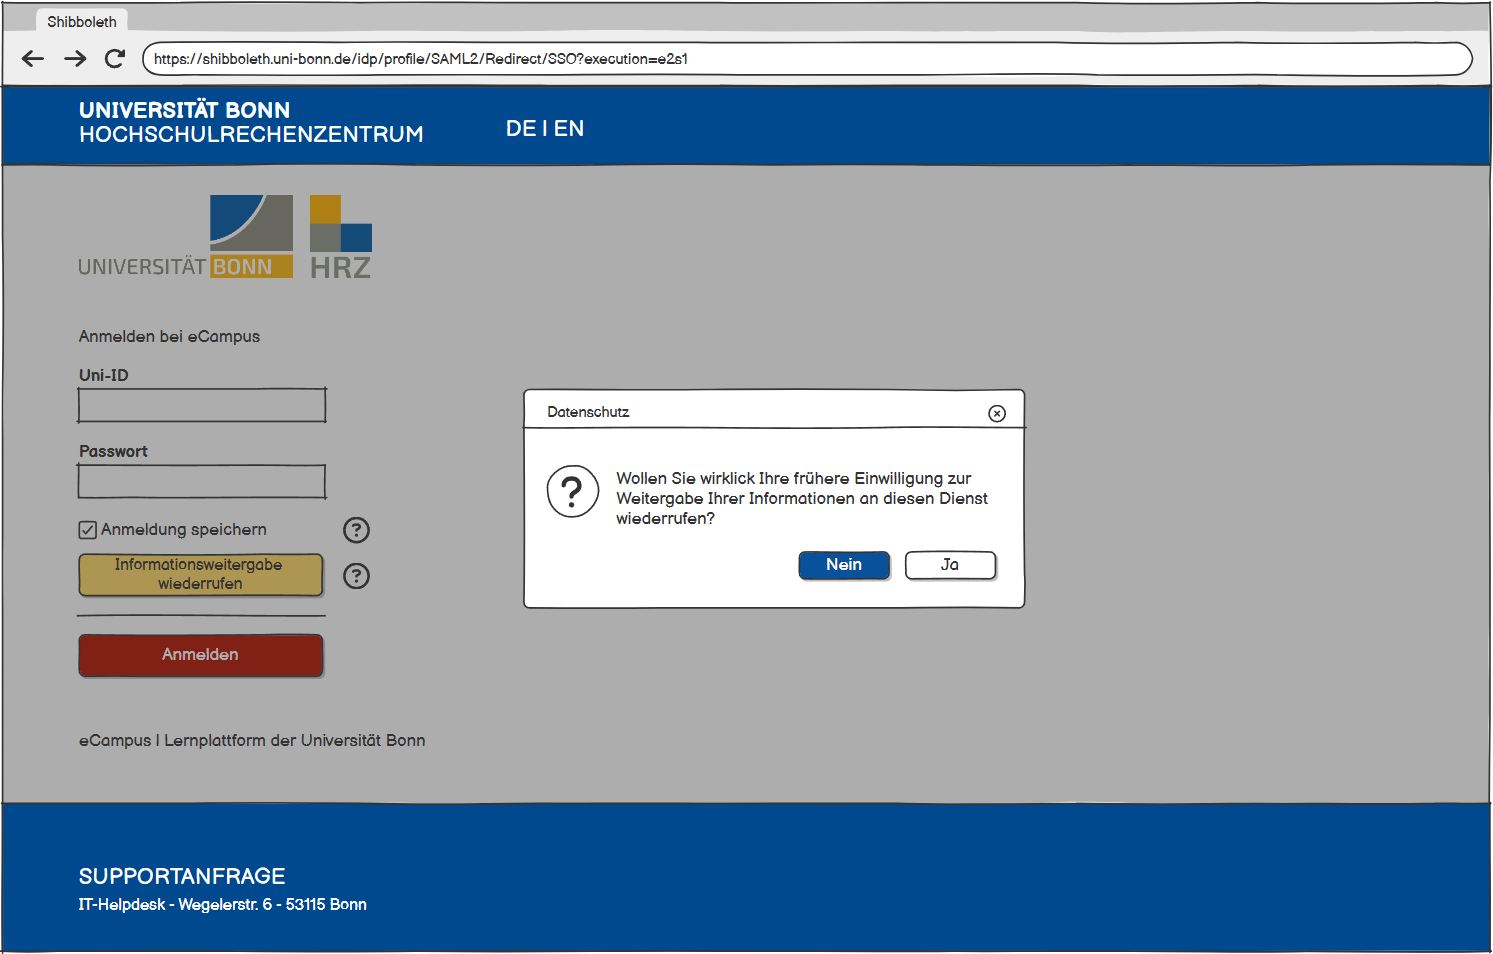 Shibboleth
https://shibboleth.uni-bonn.de/idp/profile/SAML2/Redirect/SSO?execution=e2s1
UNIVERSITÄT BONN
HOCHSCHULRECHENZENTRUM
DE | EN
UNIVERSITÄT BONN
HRZ
Anmelden bei eCampus
Uni-ID
Passwort
Anmeldung speichern
?
Informationsweitergabe
wiederrufen
?
Anmelden
eCampus | Lernplattform der Universität Bonn
Datenschutz
?
Wollen Sie wirklick Ihre frühere Einwilligung zur
Weitergabe Ihrer Informationen an diesen Dienst
wiederrufen?
Nein
Ja
SUPPORTANFRAGE
IT-Helpdesk - Wegelerstr. 6 - 53115 Bonn